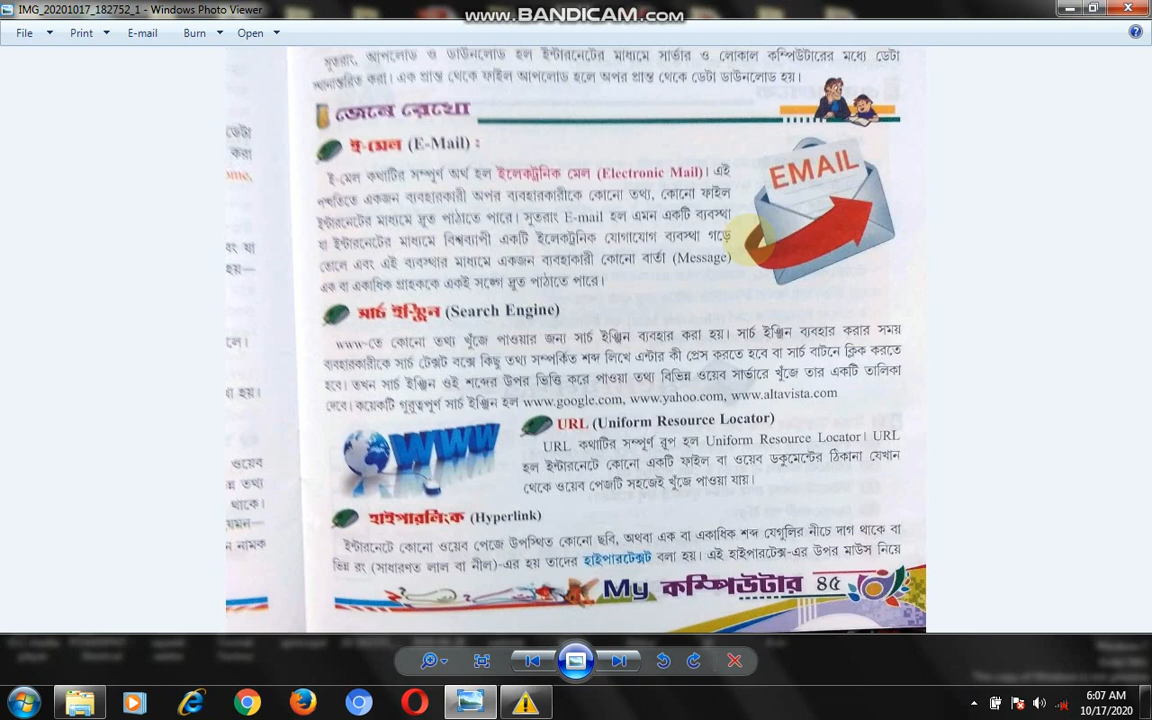 IMG_20201017_182752_1 - Windows Photo Viewer
www.BANDICAM.com
File Print E-mail Burn Open
সুতরাং, আপলোড ও ডাউনলোড হল ইন্টারনেটের মাধ্যমে সার্ভার ও লোকাল কম্পিউটারের মধ্যে ডেটা
স্থানান্তরিত করা। এক প্রান্ত থেকে ফাইল আপলোড হলে অপর প্রান্ত থেকে ডেটা ডাউনলোড হয়।
জেনে রেখো
ই-মেল (E-Mail) :
ই-মেল কথাটির সম্পূর্ণ অর্থ হল ইলেকট্রনিক মেল (Electronic Mail)। এই
পদ্ধতিতে একজন ব্যবহারকারী অপর ব্যবহারকারীকে কোনো তথ্য, কোনো ফাইল
ইন্টারনেটের মাধ্যমে দ্রুত পাঠাতে পারে। সুতরাং E-mail হল এমন একটি ব্যবস্থা
যা ইন্টারনেটের মাধ্যমে বিশ্বব্যাপী একটি ইলেকট্রনিক যোগাযোগ ব্যবস্থা গড়ে
তোলে এবং এই ব্যবস্থার মাধ্যমে একজন ব্যবহাকারী কোনো বার্তা (Message)
এক বা একাধিক গ্রাহককে একই সঙ্গে দ্রুত পাঠাতে পারে।
EMAIL
সার্চ ইঞ্জিন (Search Engine)
www-তে কোনো তথ্য খুঁজে পাওয়ার জন্য সার্চ ইঞ্জিন ব্যবহার করা হয়। সার্চ ইঞ্জিন ব্যবহার করার সময়
ব্যবহারকারীকে সার্চ টেক্সট বক্সে কিছু তথ্য সম্পর্কিত শব্দ লিখে এন্টার কী প্রেস করতে হবে বা সার্চ বাটনে ক্লিক করতে
হবে। তখন সার্চ ইঞ্জিন ওই শব্দের উপর ভিত্তি করে পাওয়া তথ্য বিভিন্ন ওয়েব সার্ভারে খুঁজে তার একটি তালিকা
দেবে। কয়েকটি গুরুত্বপূর্ণ সার্চ ইঞ্জিন হল www.google.com, www.yahoo.com, www.altavista.com
WWW
URL (Uniform Resource Locator)
URL কথাটির সম্পূর্ণ রূপ হল Uniform Resource Locator। URL
হল ইন্টারনেটে কোনো একটি ফাইল বা ওয়েব ডকুমেন্টের ঠিকানা যেখান
থেকে ওয়েব পেজটি সহজেই খুঁজে পাওয়া যায়।
হাইপারলিংক (Hyperlink)
ইন্টারনেটে কোনো ওয়েব পেজে উপস্থিত কোনো ছবি, অথবা এক বা একাধিক শব্দ যেগুলির নীচে দাগ থাকে বা
ভিন্ন রং (সাধারণত লাল বা নীল)-এর হয় তাদের হাইপারটেক্সট বলা হয়। এই হাইপারটেক্স-এর উপর মাউস নিয়ে
My কম্পিউটার ৪৫
ডেটা
করা
ome,
বং যা
হয়—
লে।
যা হয়।
ওয়েব
ন্ন তথ্য
থাকে।
যমন—
ন নামক
6:07 AM
10/17/2020